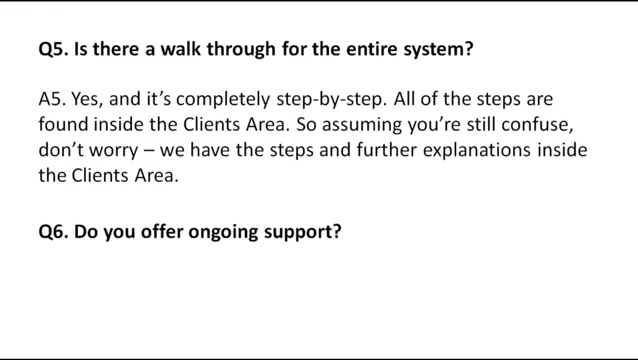 Q5. Is there a walk through for the entire system?
A5. Yes, and it's completely step-by-step. All of the steps are
found inside the Clients Area. So assuming you're still confuse,
don't worry – we have the steps and further explanations inside
the Clients Area.
Q6. Do you offer ongoing support?